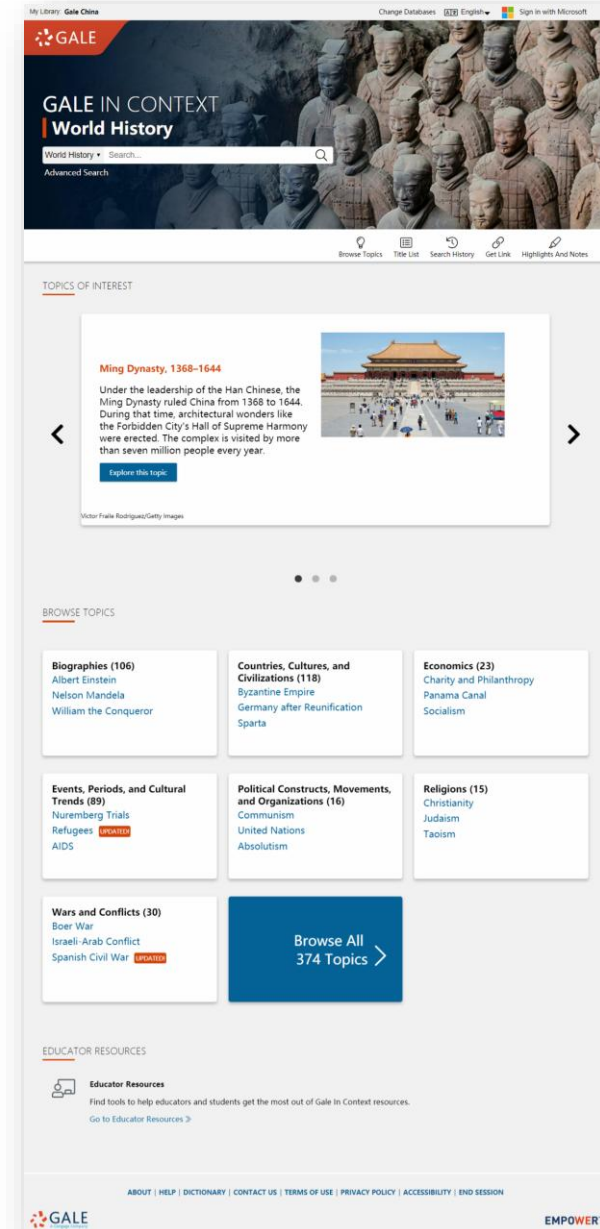 My Library: Gale China
Change Databases
English
Sign in with Microsoft
GALE
GALE IN CONTEXT
World History
World History
Search...
Advanced Search
Browse Topics
Title List
Search History
Get Link
Highlights And Notes
TOPICS OF INTEREST
Ming Dynasty, 1368–1644
Under the leadership of the Han Chinese, the
Ming Dynasty ruled China from 1368 to 1644.
During that time, architectural wonders like
the Forbidden City's Hall of Supreme Harmony
were erected. The complex is visited by more
than seven million people every year.
Explore this topic
Victor Fraile Rodriguez/Getty Images
BROWSE TOPICS
Biographies (106)
Albert Einstein
Nelson Mandela
William the Conqueror
Countries, Cultures, and
Civilizations (118)
Byzantine Empire
Germany after Reunification
Sparta
Economics (23)
Charity and Philanthropy
Panama Canal
Socialism
Events, Periods, and Cultural
Trends (89)
Nuremberg Trials
Refugees UPDATED!
AIDS
Political Constructs, Movements,
and Organizations (16)
Communism
United Nations
Absolutism
Religions (15)
Christianity
Judaism
Taoism
Wars and Conflicts (30)
Boer War
Israeli-Arab Conflict
Spanish Civil War UPDATED!
Browse All
374 Topics
EDUCATOR RESOURCES
Educator Resources
Find tools to help educators and students get the most out of Gale In Context resources.
Go to Educator Resources
ABOUT | HELP | DICTIONARY | CONTACT US | TERMS OF USE | PRIVACY POLICY | ACCESSIBILITY | END SESSION
GALE
EMPOWER